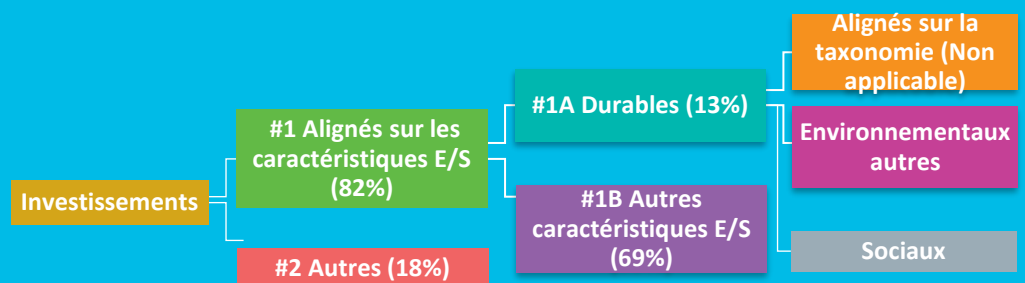 Investissements
#1 Alignés sur les
caractéristiques E/S
(82%)
#2 Autres (18%)
#1A Durables (13%)
#1B Autres
caractéristiques E/S
(69%)
Alignés sur la
taxonomie (Non
applicable)
Environnementaux
autres
Sociaux